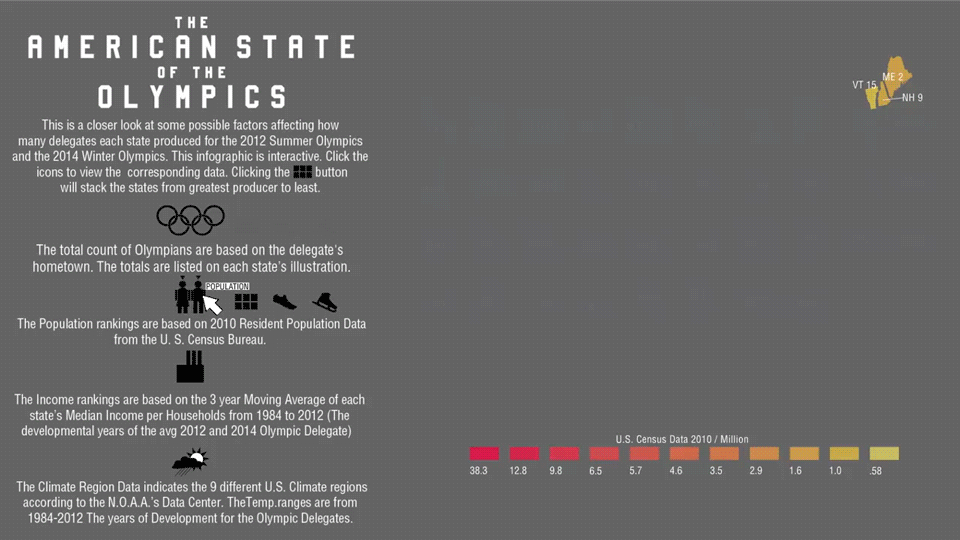 THE
AMERICAN STATE
OF THE
OLYMPICS
This is a closer look at some possible factors affecting how
many delegates each state produced for the 2012 Summer Olympics
and the 2014 Winter Olympics. This infographic is interactive. Click the
icons to view the corresponding data. Clicking the button
will stack the states from greatest producer to least.
The total count of Olympians are based on the delegate's
hometown. The totals are listed on each state's illustration.
POPULATION
The Population rankings are based on 2010 Resident Population Data
from the U. S. Census Bureau.
The Income rankings are based on the 3 year Moving Average of each
state's Median Income per Households from 1984 to 2012 (The
developmental years of the avg 2012 and 2014 Olympic Delegate)
The Climate Region Data indicates the 9 different U.S. Climate regions
according to the N.O.A.A.'s Data Center. TheTemp.ranges are from
1984-2012 The years of Development for the Olympic Delegates.
ME 2
VT 15
NH 9
U.S. Census Data 2010 / Million
38.3 12.8 9.8 6.5 5.7 4.6 3.5 2.9 1.6 1.0 .58